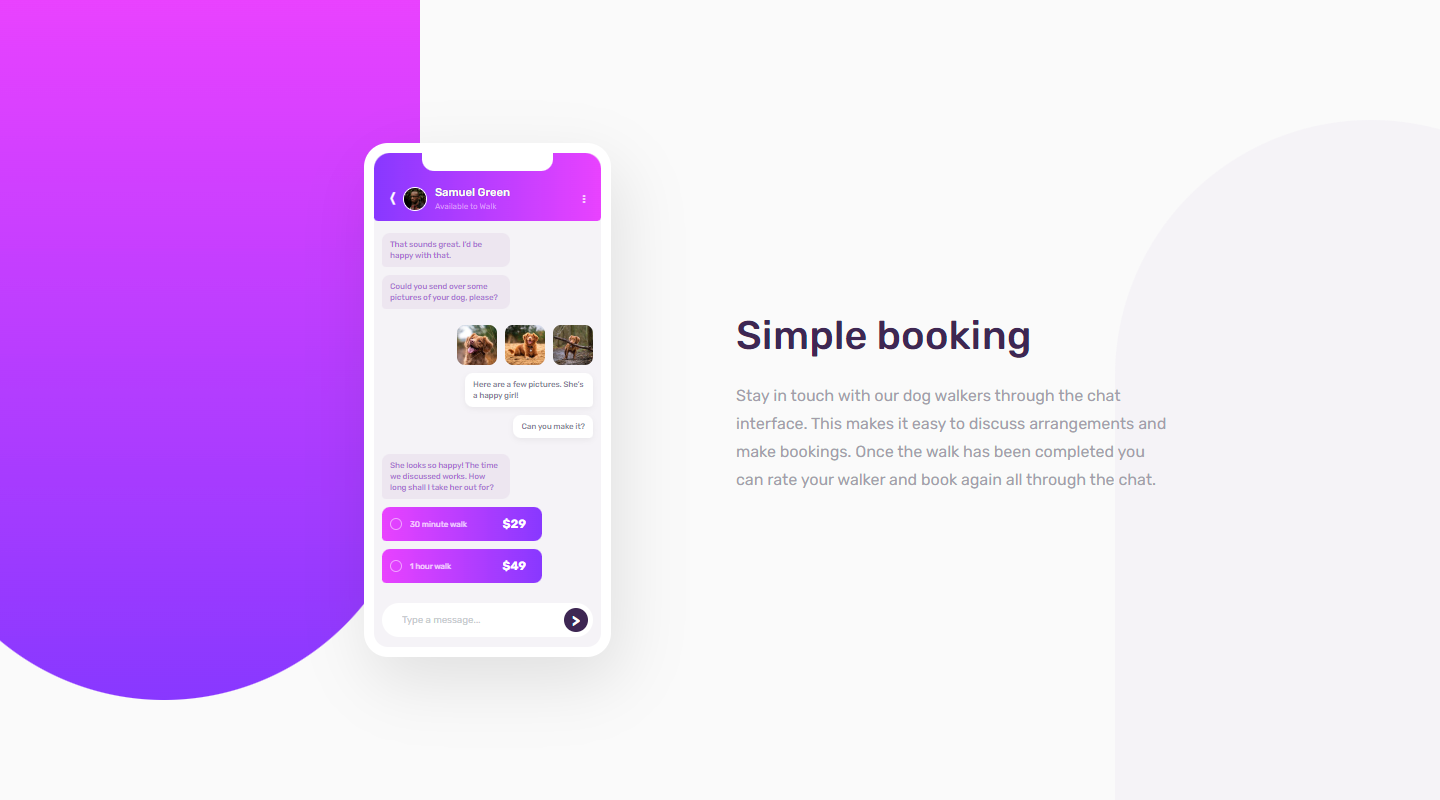 Samuel Green
Available to Walk
That sounds great. I'd be
happy with that.
Could you send over some
pictures of your dog, please?
Here are a few pictures. She's
a happy girl!
Can you make it?
She looks so happy! The time
we discussed works. How
long shall I take her out for?
30 minute walk $29
1 hour walk $49
Type a message...
Simple booking
Stay in touch with our dog walkers through the chat
interface. This makes it easy to discuss arrangements and
make bookings. Once the walk has been completed you
can rate your walker and book again all through the chat.